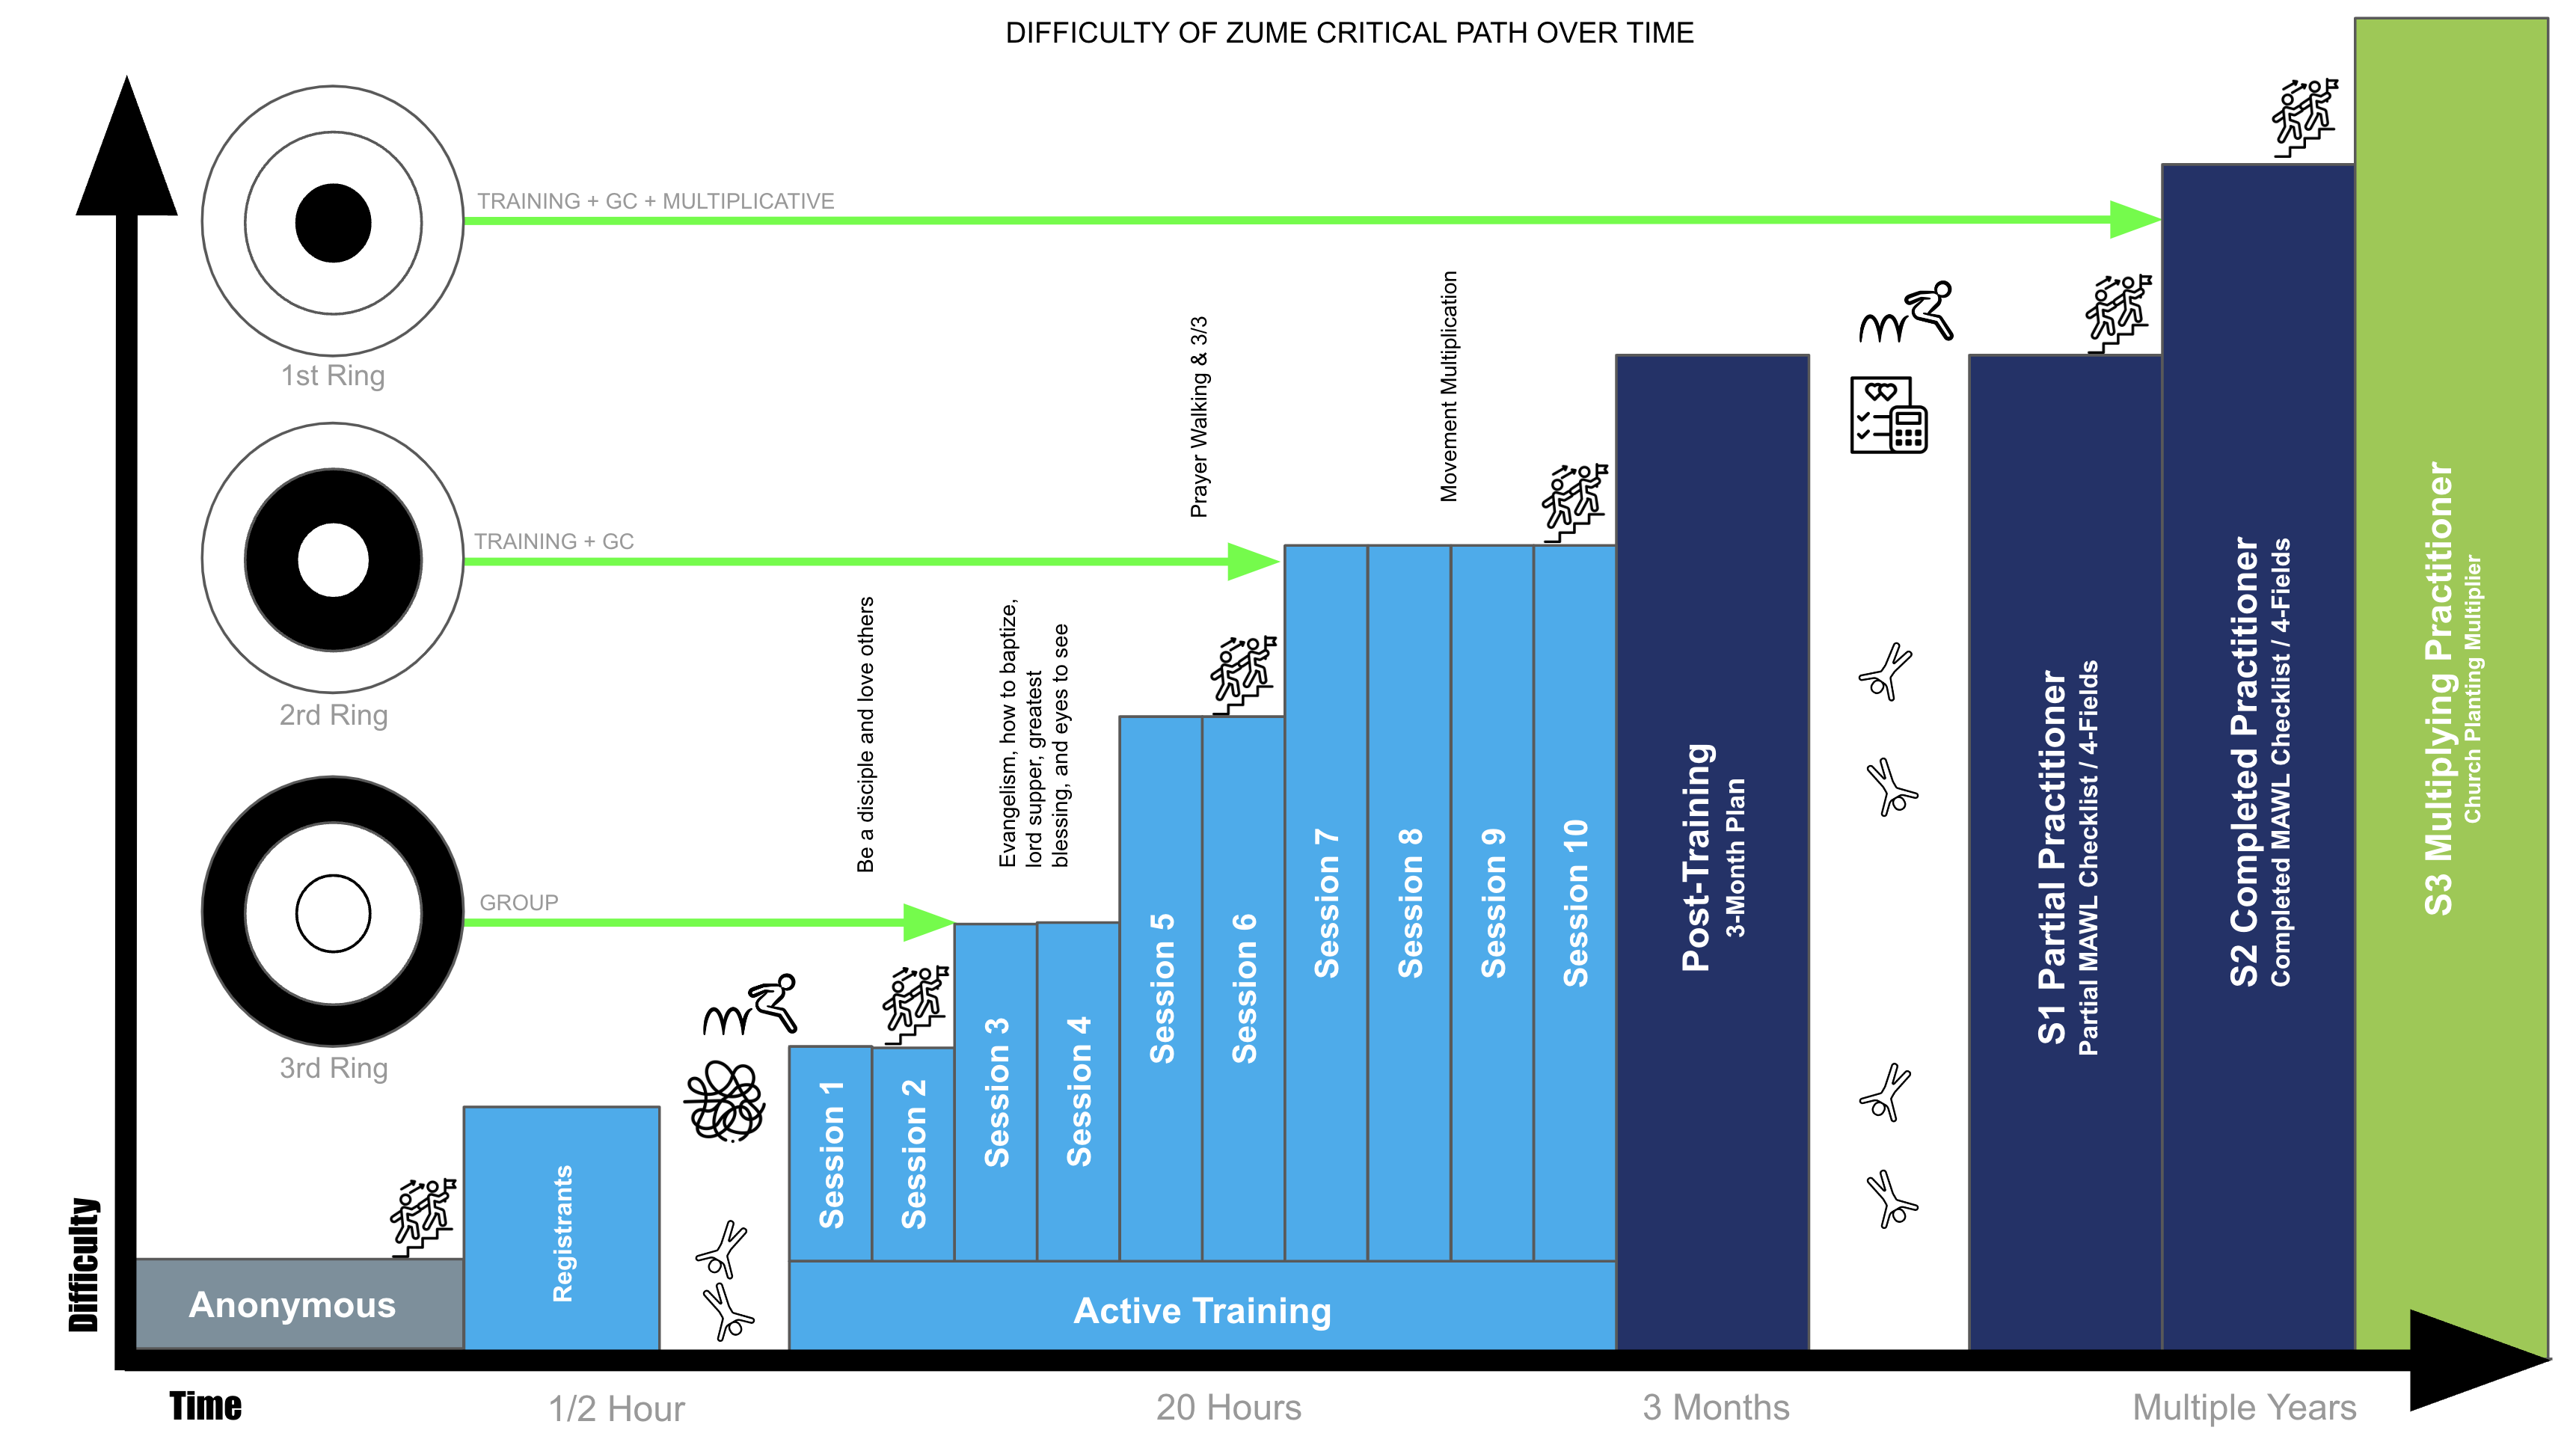 DIFFICULTY OF ZUME CRITICAL PATH OVER TIME
TRAINING + GC + MULTIPLICATIVE
1st Ring
TRAINING + GC
2rd Ring
GROUP
3rd Ring
Be a disciple and love others
Evangelism, how to baptize,
lord supper, greatest
blessing, and eyes to see
Prayer Walking & 3/3
Movement Multiplication
Anonymous
Registrants
Session 1
Session 2
Session 3
Session 4
Session 5
Session 6
Session 7
Session 8
Session 9
Session 10
Active Training
Post-Training
3-Month Plan
S1 Partial Practitioner
Partial MAWL Checklist / 4-Fields
S2 Completed Practitioner
Completed MAWL Checklist / 4-Fields
S3 Multiplying Practitioner
Church Planting Multiplier
Difficulty
Time
1/2 Hour
20 Hours
3 Months
Multiple Years